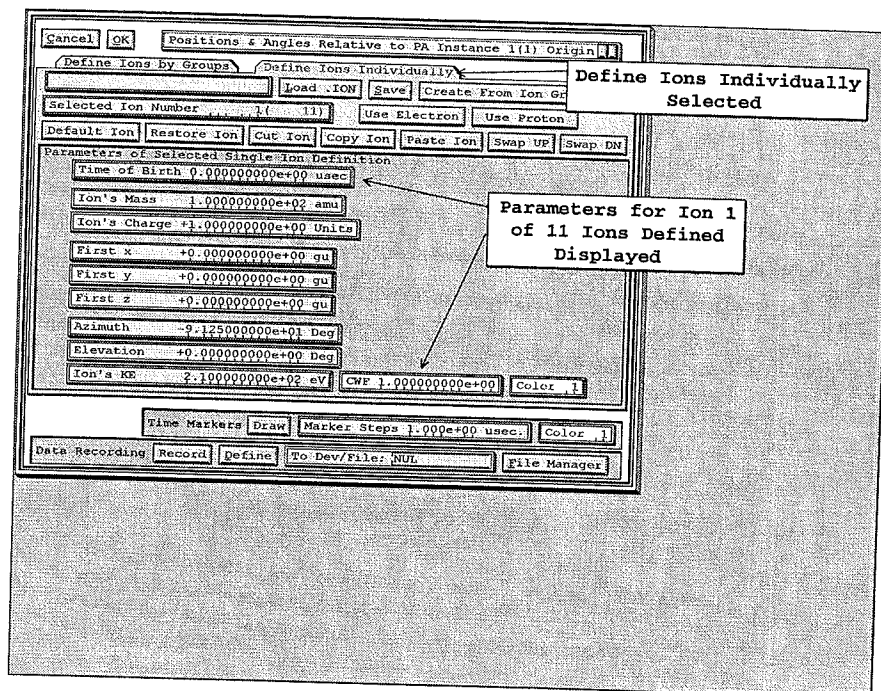 Cancel OK Positions & Angles Relative to PA Instance 1(1) Origin
Define Ions by Groups Define Ions Individually
Load .ION Save Create From Ion Gr
Selected Ion Number 1( 11) Use Electron Use Proton
Default Ion Restore Ion Cut Ion Copy Ion Paste Ion Swap UP Swap DN
Parameters of Selected Single Ion Definition
Time of Birth 0.000000000e+00 usec
Ion's Mass 1.000000000e+02 amu
Ion's Charge +1.000000000e+00 Units
First x +0.000000000e+00 gu
First y +0.000000000e+00 gu
First z +0.000000000e+00 gu
Azimuth -9.125000000e+01 Deg
Elevation +0.000000000e+00 Deg
Ion's KE 2.100000000e+02 eV CWF 1.000000000e+00 Color 1
Time Markers Draw Marker Steps 1.000e+00 usec. Color 1
Data Recording Record Define To Dev/File: NUL File Manager
Define Ions Individually
Selected
Parameters for Ion 1
of 11 Ions Defined
Displayed